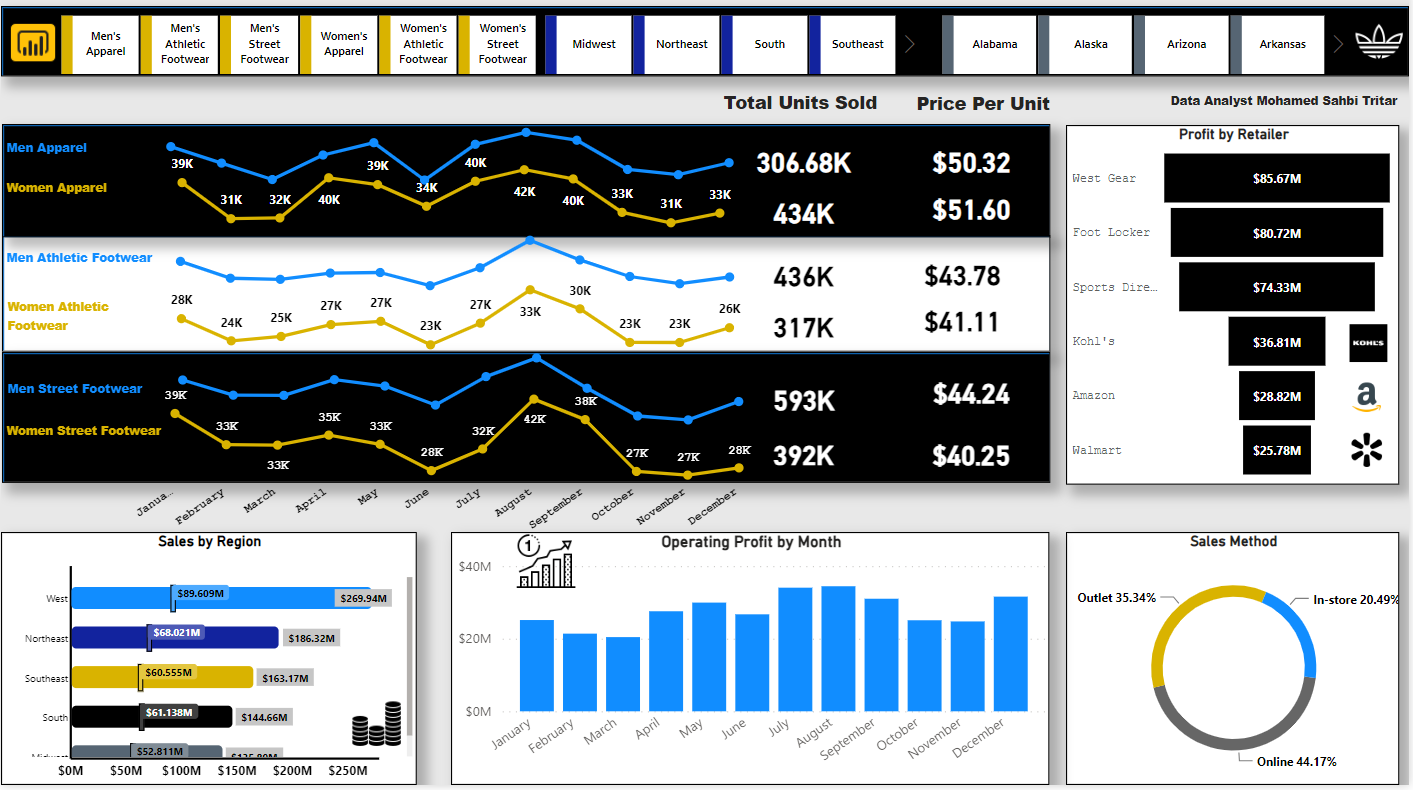 Men's
Apparel
Men's
Athletic
Footwear
Men's
Street
Footwear
Women's
Apparel
Women's
Athletic
Footwear
Women's
Street
Footwear
Midwest
Northeast
South
Southeast
Alabama
Alaska
Arizona
Arkansas
Total Units Sold
Price Per Unit
Data Analyst Mohamed Sahbi Tritar
Men Apparel
Women Apparel
39K
31K
32K
40K
39K
34K
40K
42K
40K
33K
31K
33K
306.68K
$50.32
434K
$51.60
Men Athletic Footwear
Women Athletic
Footwear
28K
24K
25K
27K
27K
23K
27K
33K
30K
23K
23K
26K
436K
$43.78
317K
$41.11
Men Street Footwear
Women Street Footwear
39K
33K
33K
35K
33K
28K
32K
42K
38K
27K
27K
28K
593K
$44.24
392K
$40.25
Janua...
February
March
April
May
June
July
August
September
October
November
December
Profit by Retailer
West Gear
$85.67M
Foot Locker
$80.72M
Sports Dire...
$74.33M
Kohl's
$36.81M
KOHL'S
Amazon
$28.82M
a
Walmart
$25.78M
Sales by Region
West
$89.609M
$269.94M
Northeast
$68.021M
$186.32M
Southeast
$60.555M
$163.17M
South
$61.138M
$144.66M
$52.811M
$0M
$50M
$100M
$150M
$200M
$250M
Operating Profit by Month
1
$40M
$20M
$0M
January
February
March
April
May
June
July
August
September
October
November
December
Sales Method
Outlet 35.34%
In-store 20.49%
Online 44.17%